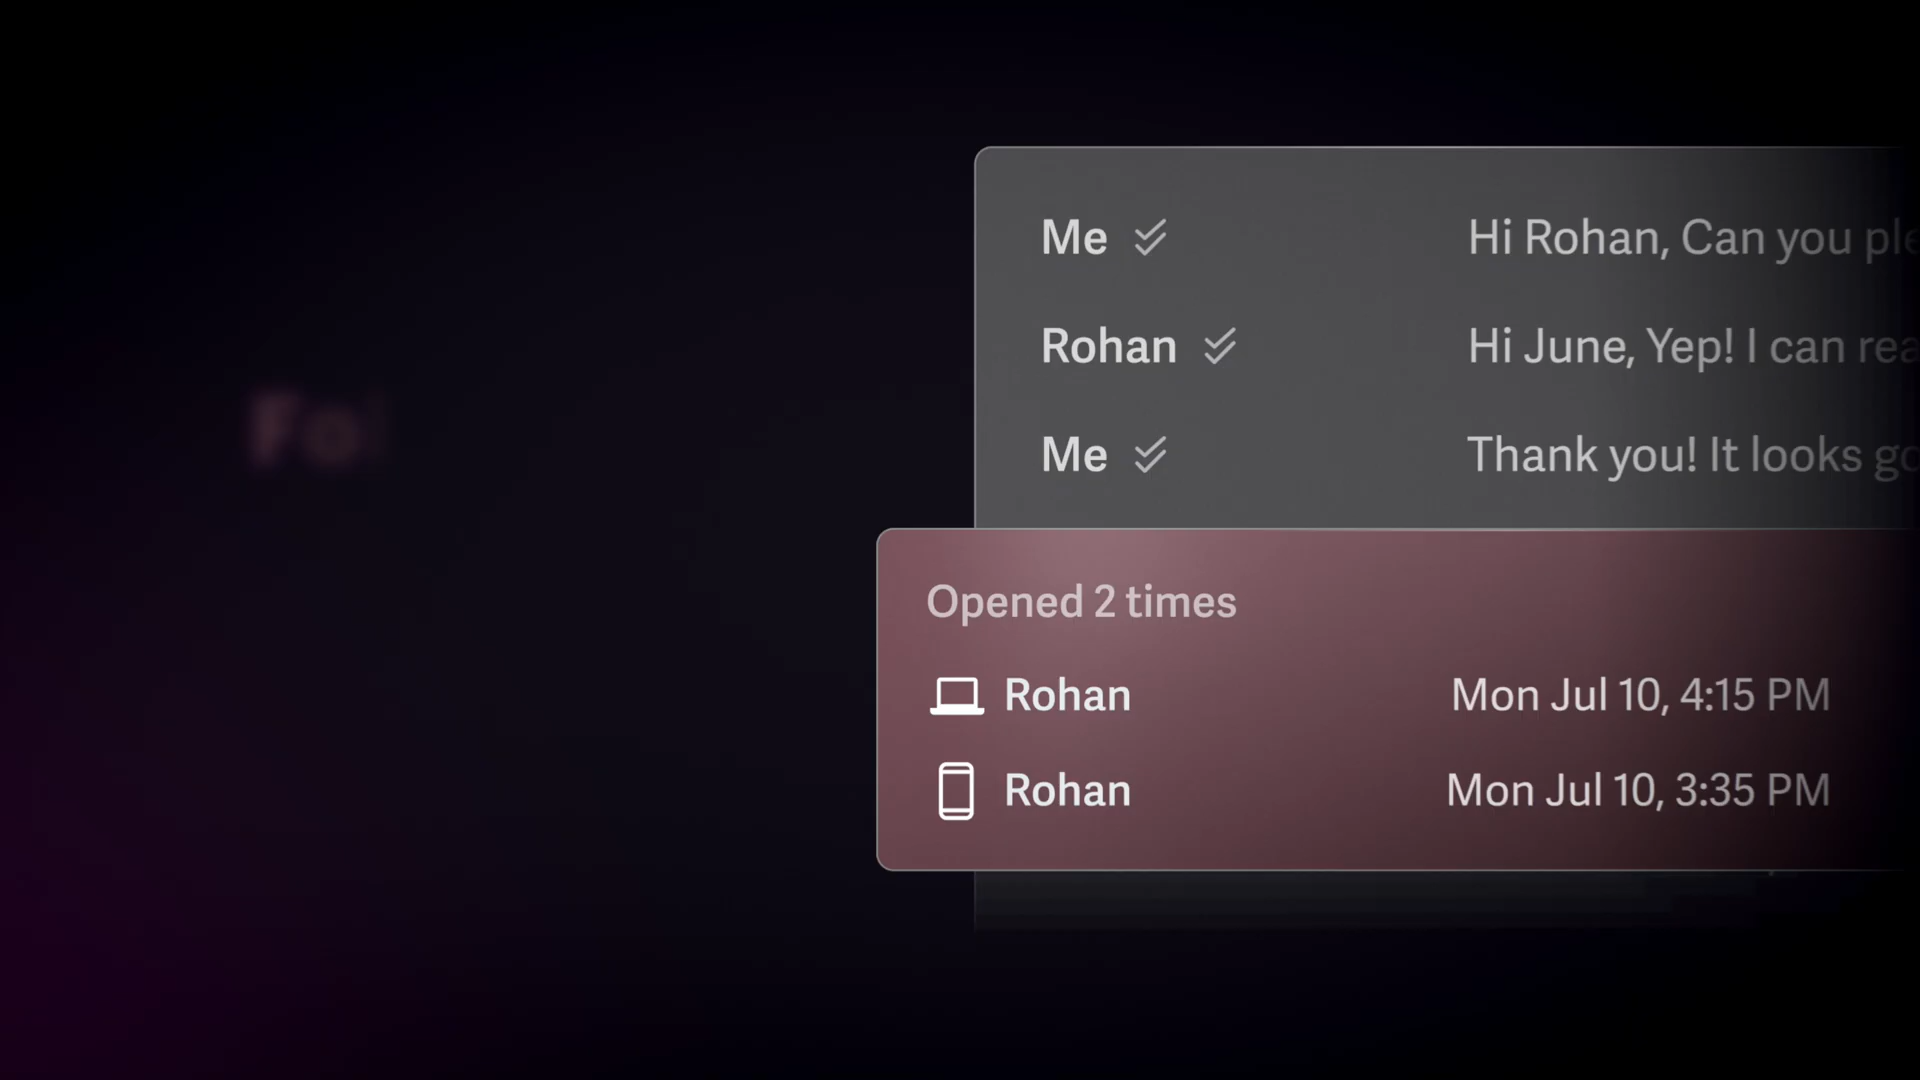 Me Hi Rohan, Can you
Rohan Hi June, Yep! I can
Me Thank you! It looks
Opened 2 times
Rohan Mon Jul 10, 4:15 PM
Rohan Mon Jul 10, 3:35 PM